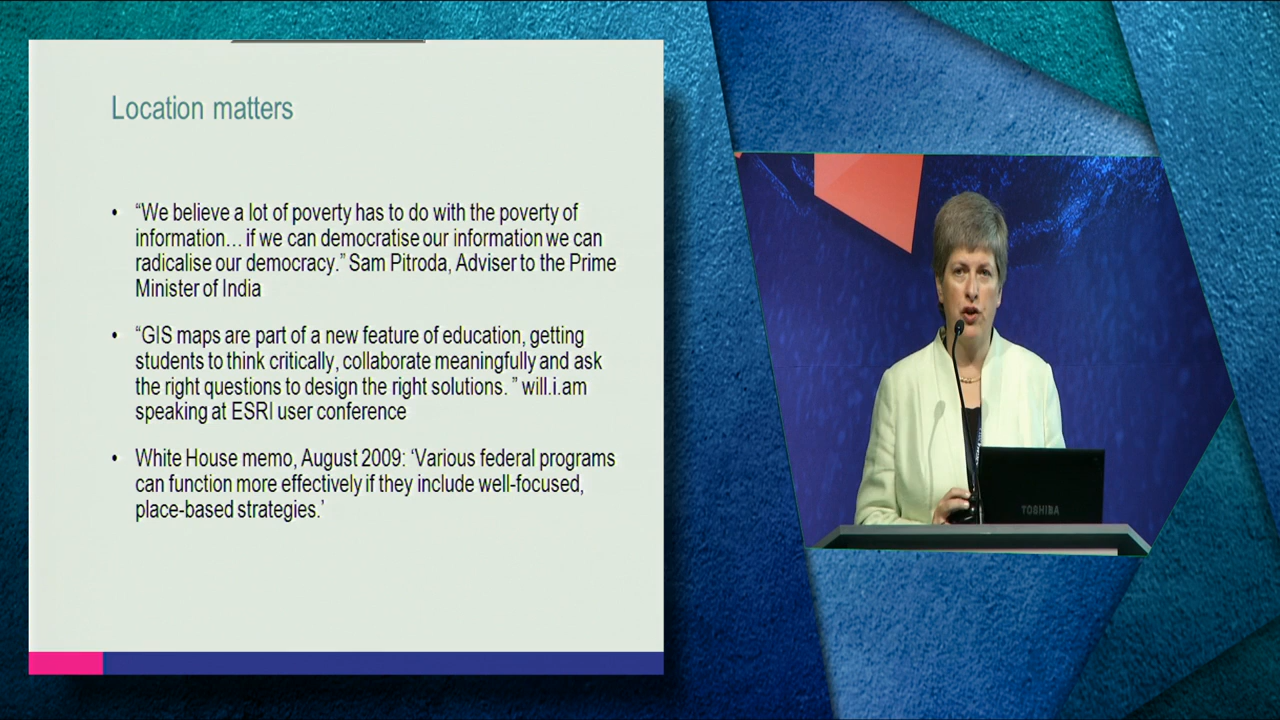 Location matters
• “We believe a lot of poverty has to do with the poverty of
information… if we can democratise our information we can
radicalise our democracy.” Sam Pitroda, Adviser to the Prime
Minister of India
• “GIS maps are part of a new feature of education, getting
students to think critically, collaborate meaningfully and ask
the right questions to design the right solutions. ” will.i.am
speaking at ESRI user conference
• White House memo, August 2009: ‘Various federal programs
can function more effectively if they include well-focused,
place-based strategies.’
TOSHIBA